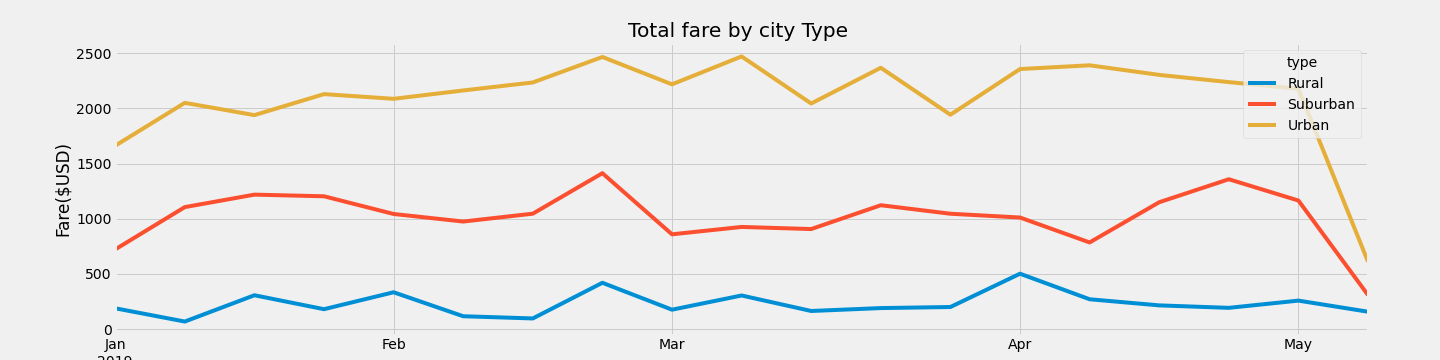 Total fare by city Type
2500
2000
1500
1000
500
0
Fare($USD)
type
Rural
Suburban
Urban
Jan Feb Mar Apr May
2019